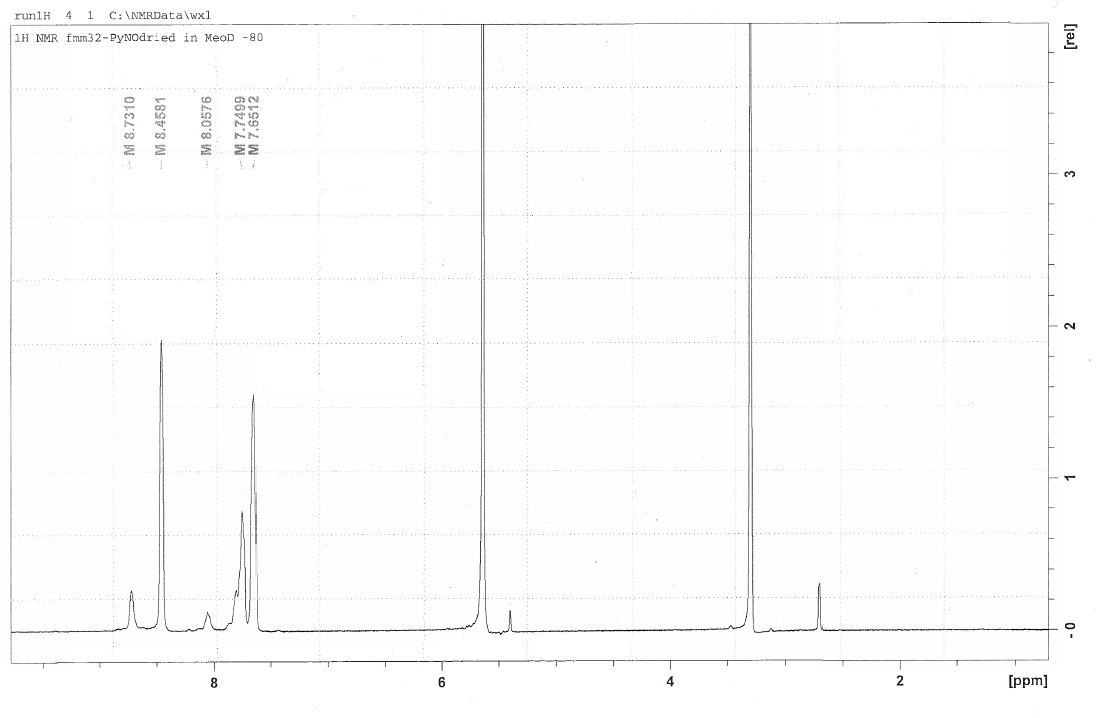 run1H 4 1 C:\NMRData\wxl
1H NMR fmm32-PyNOdried in MeoD -80
[rel]
M 8.7310
M 8.4581
M 8.0576
M 7.7499
M 7.6512
3
2
1
0
8
6
4
2
[ppm]